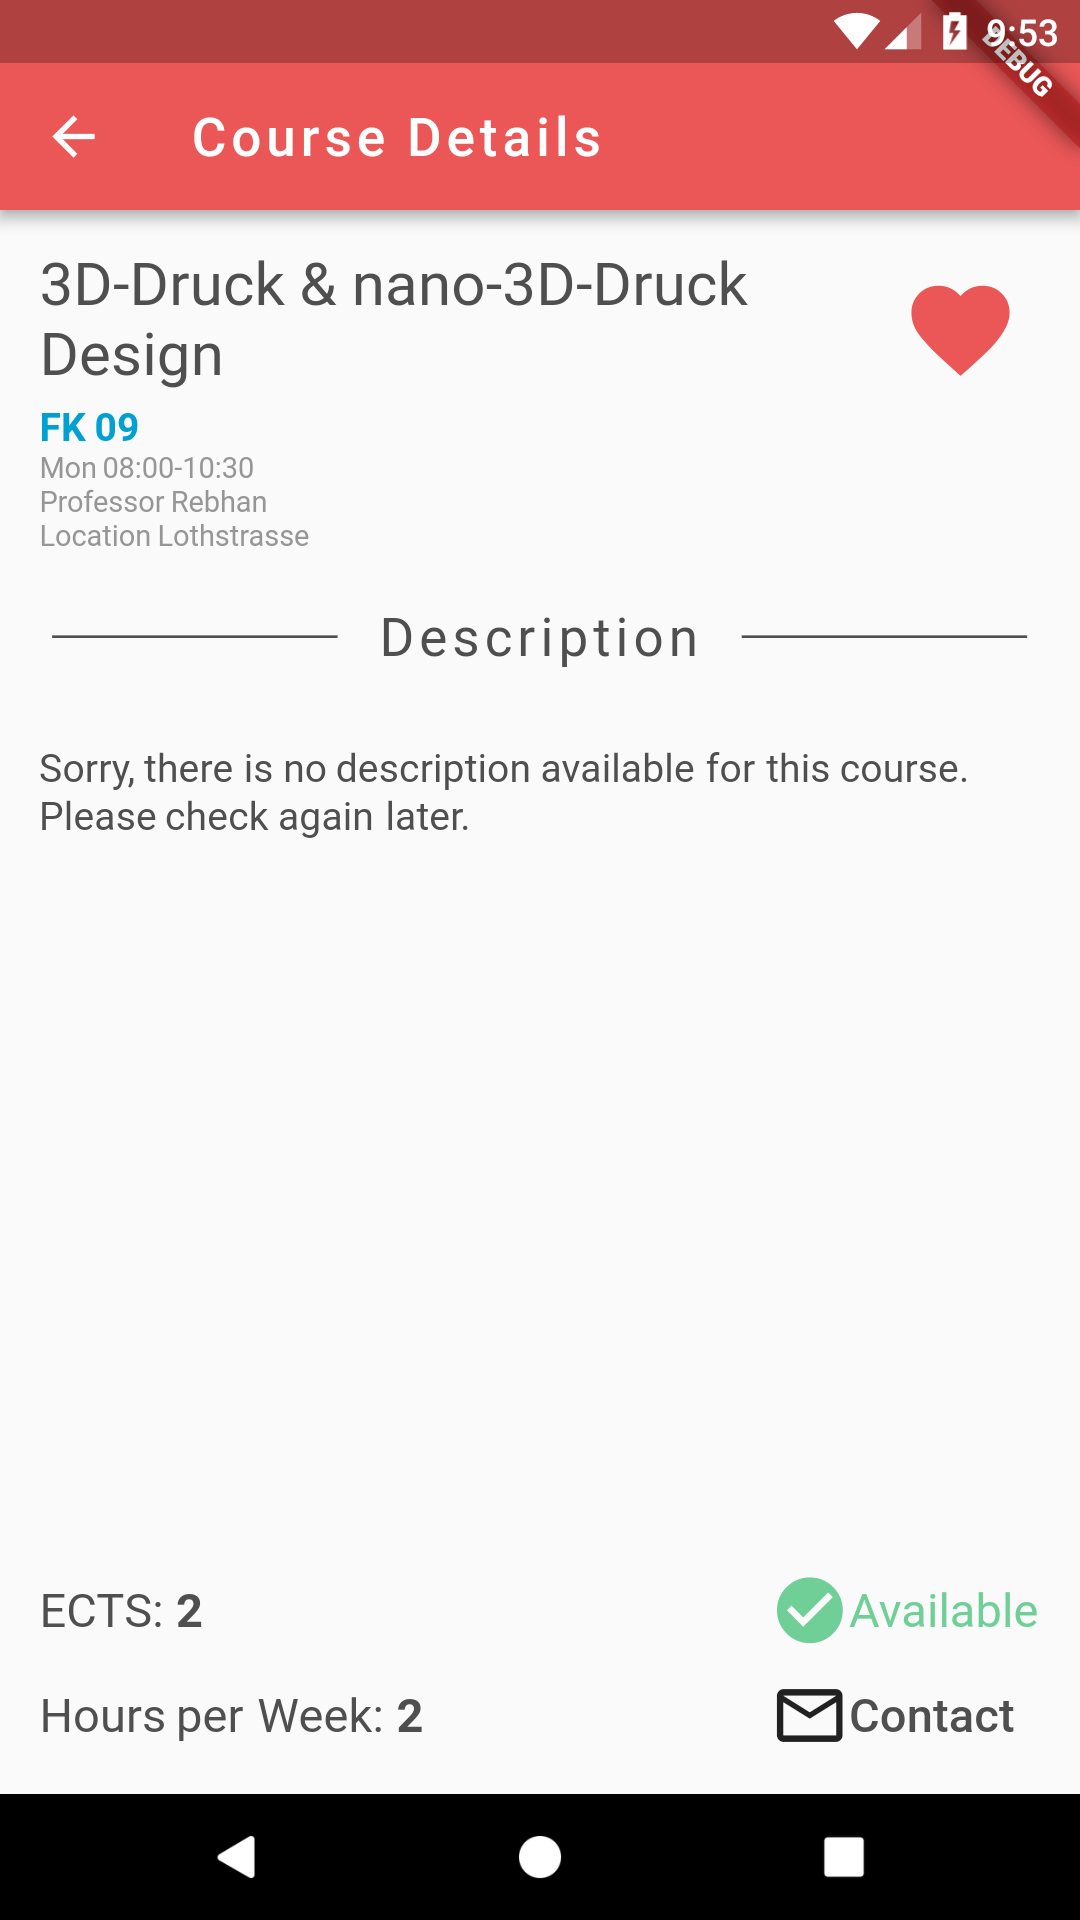 9:53
DEBUG
Course Details
3D-Druck & nano-3D-Druck
Design
FK 09
Mon 08:00-10:30
Professor Rebhan
Location Lothstrasse
Description
Sorry, there is no description available for this course.
Please check again later.
ECTS: 2
Available
Hours per Week: 2
Contact